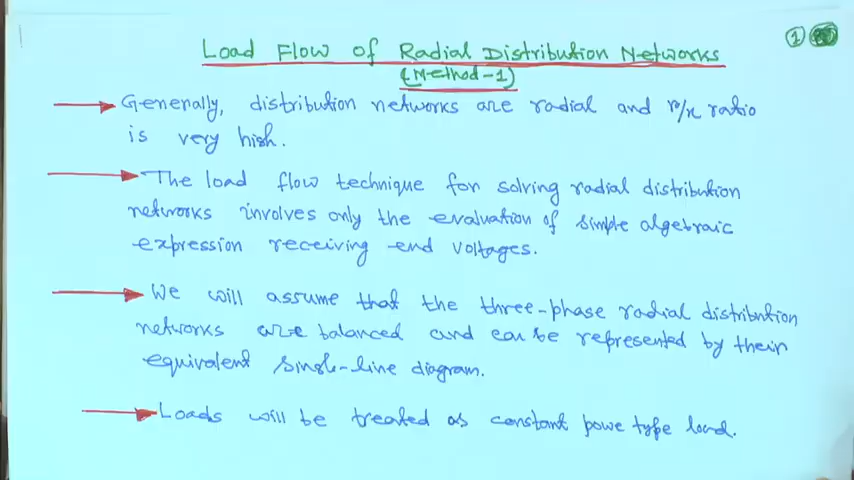 Load Flow of Radial Distribution Networks
(Method-1)
1
Generally, distribution networks are radial and r/x ratio
is very high.
The load flow technique for solving radial distribution
networks involves only the evaluation of simple algebraic
expression receiving end voltages.
We will assume that the three-phase radial distribution
networks are balanced and can be represented by their
equivalent single-line diagram.
Loads will be treated as constant powe type load.